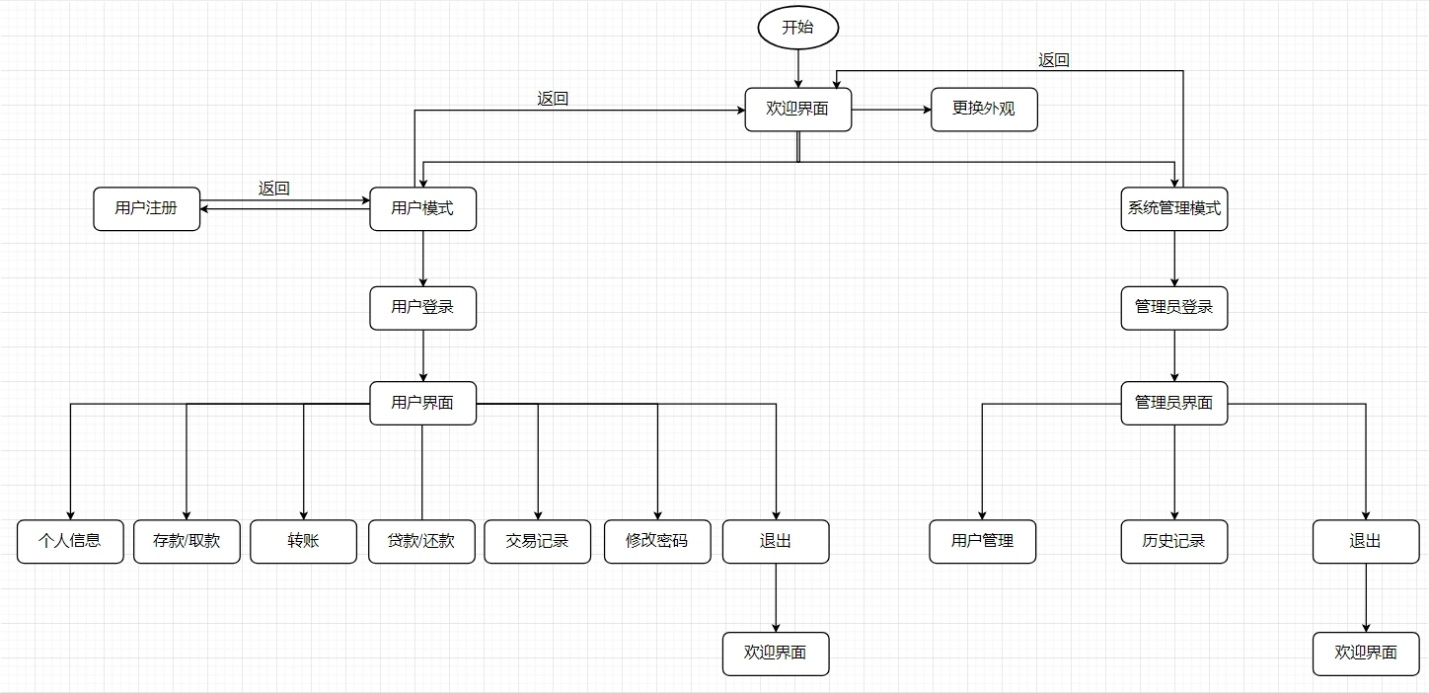 开始
返回
返回
欢迎界面
更换外观
返回
用户注册
用户模式
系统管理模式
用户登录
管理员登录
用户界面
管理员界面
个人信息
存款/取款
转账
贷款/还款
交易记录
修改密码
退出
用户管理
历史记录
退出
欢迎界面
欢迎界面